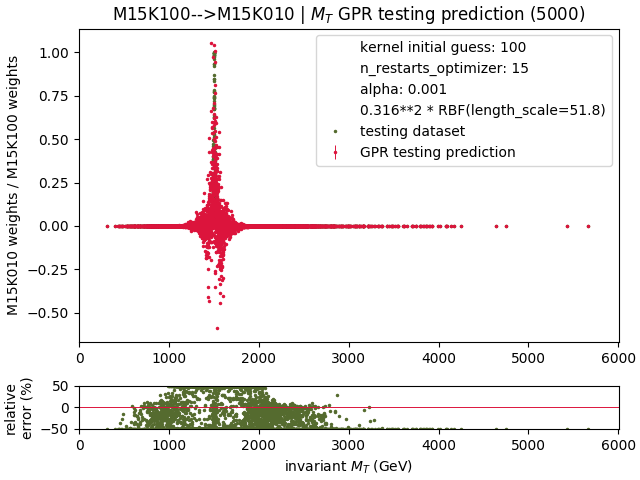 M15K100-->M15K010 | M_T GPR testing prediction (5000)
M15K010 weights / M15K100 weights
1.00
0.75
0.50
0.25
0.00
−0.25
−0.50
kernel initial guess: 100
n_restarts_optimizer: 15
alpha: 0.001
0.316**2 * RBF(length_scale=51.8)
testing dataset
GPR testing prediction
0 1000 2000 3000 4000 5000 6000
relative
error (%)
50
0
−50
0 1000 2000 3000 4000 5000 6000
invariant M_T (GeV)